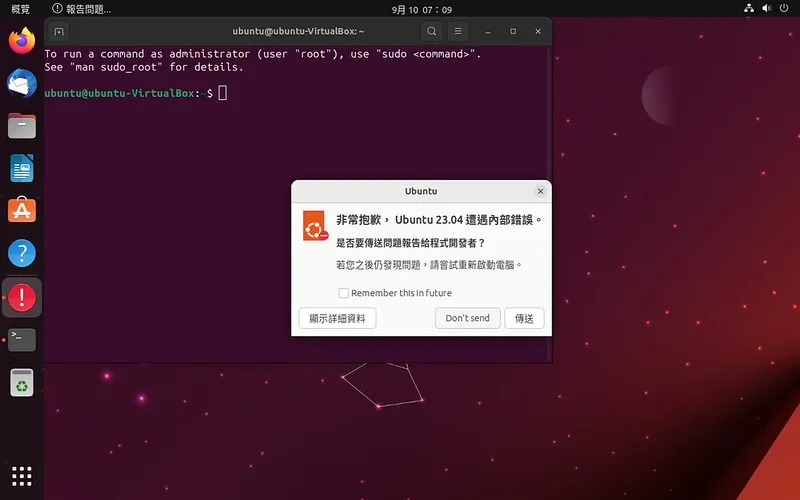 概覽
報告問題...
9月 10 07：09
ubuntu@ubuntu-VirtualBox: ~
To run a command as administrator (user "root"), use "sudo <command>".
See "man sudo_root" for details.
ubuntu@ubuntu-VirtualBox:~$
Ubuntu
非常抱歉， Ubuntu 23.04 遭遇內部錯誤。
是否要傳送問題報告給程式開發者？
若您之後仍發現問題，請嘗試重新啟動電腦。
Remember this in future
顯示詳細資料
Don't send
傳送